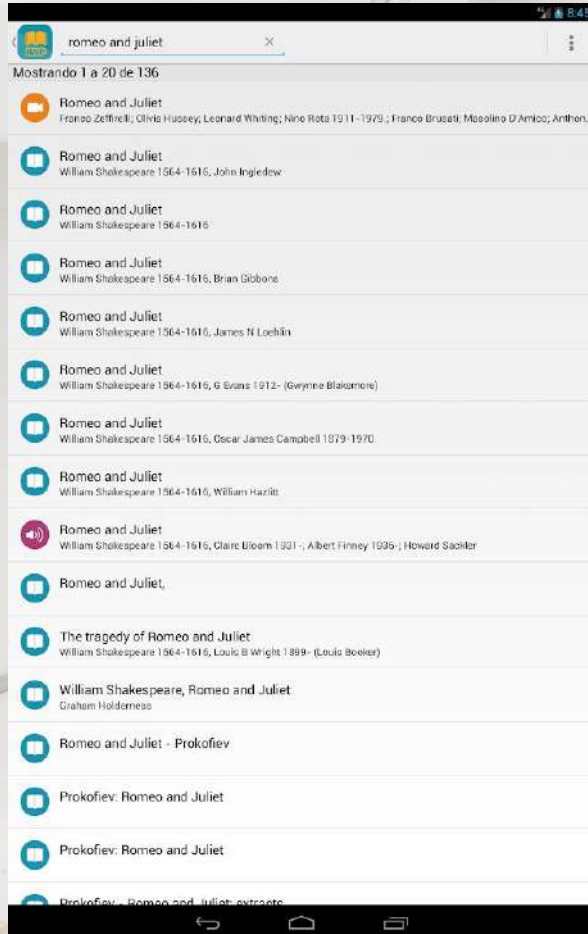 8:45
romeo and juliet
Mostrando 1 a 20 de 136
Romeo and Juliet
Franco Zeffirelli; Olivia Hussey; Leonard Whiting; Nino Rota 1911-1979.; Franco Brusati; Masolino D'Amico; Anthon.
Romeo and Juliet
William Shakespeare 1564-1616, John Ingledew
Romeo and Juliet
William Shakespeare 1564-1616
Romeo and Juliet
William Shakespeare 1564-1616, Brian Gibbons
Romeo and Juliet
William Shakespeare 1564-1616, James N Loehlin
Romeo and Juliet
William Shakespeare 1564-1616, G Evans 1912- (Gwynne Blakemore)
Romeo and Juliet
William Shakespeare 1564-1616, Oscar James Campbell 1879-1970.
Romeo and Juliet
William Shakespeare 1564-1616, William Hazlitt
Romeo and Juliet
William Shakespeare 1564-1616, Claire Bloom 1931-; Albert Finney 1936-; Howard Sackler
Romeo and Juliet,
The tragedy of Romeo and Juliet
William Shakespeare 1564-1616, Louis B Wright 1899- (Louis Booker)
William Shakespeare, Romeo and Juliet
Graham Holderness
Romeo and Juliet - Prokofiev
Prokofiev: Romeo and Juliet
Prokofiev: Romeo and Juliet
Prokofiev - Romeo and Juliet: extracts